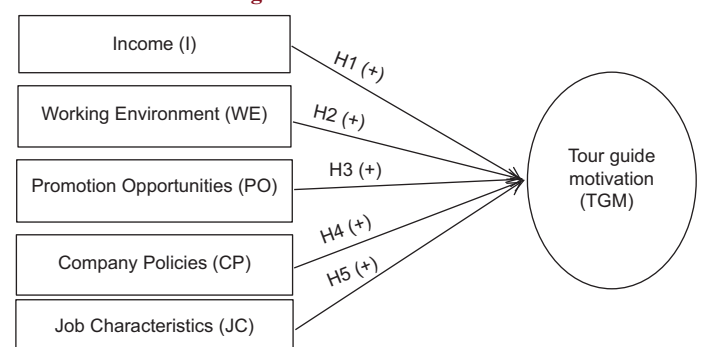 Income (I)
H1 (+)
Working Environment (WE)
H2 (+)
Promotion Opportunities (PO)
H3 (+)
Tour guide
motivation
(TGM)
Company Policies (CP)
H4 (+)
H5 (+)
Job Characteristics (JC)